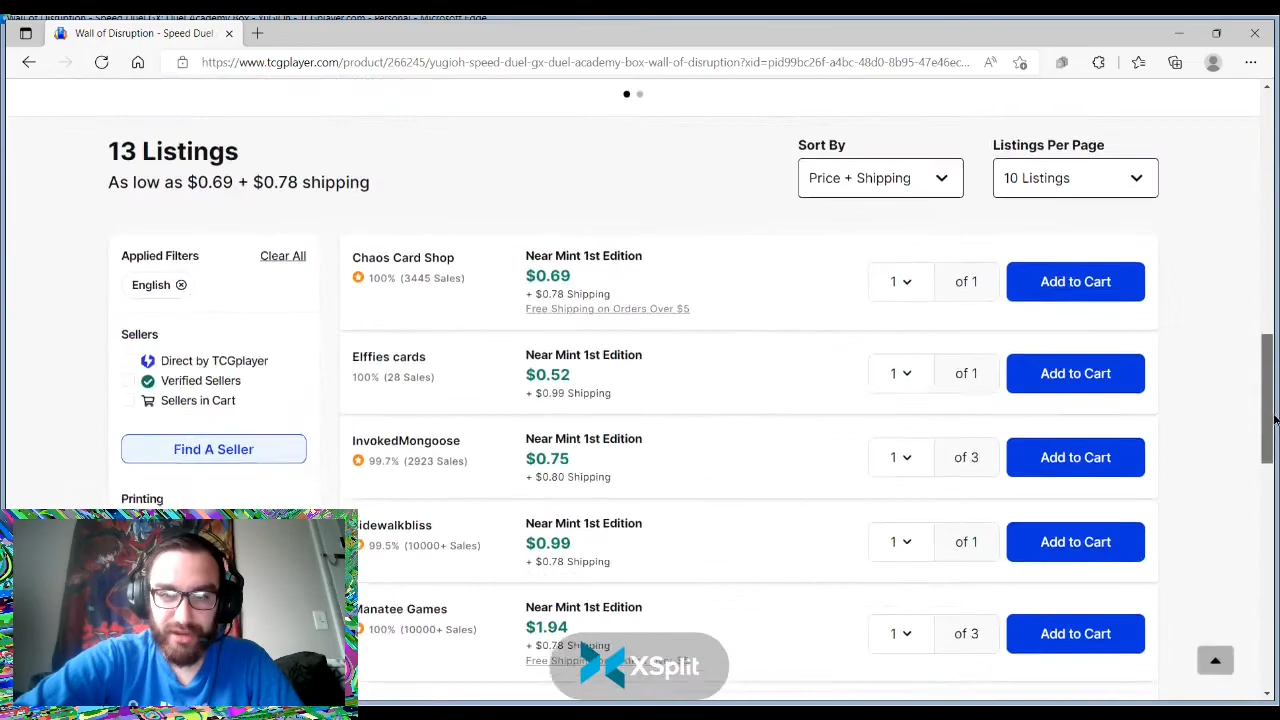 Wall of Disruption - Speed Duel GX: Duel Academy Box - YuGiOh - TCGplayer.com - Personal - Microsoft Edge
Wall of Disruption - Speed Duel
https://www.tcgplayer.com/product/266245/yugioh-speed-duel-gx-duel-academy-box-wall-of-disruption?xid=pid99bc26f-a4bc-48d0-8b95-47e46ec...
13 Listings
As low as $0.69 + $0.78 shipping
Sort By
Price + Shipping
Listings Per Page
10 Listings
Applied Filters
Clear All
English
Sellers
Direct by TCGplayer
Verified Sellers
Sellers in Cart
Find A Seller
Printing
Chaos Card Shop
100% (3445 Sales)
Near Mint 1st Edition
$0.69
+ $0.78 Shipping
Free Shipping on Orders Over $5
1
of 1
Add to Cart
Elffies cards
100% (28 Sales)
Near Mint 1st Edition
$0.52
+ $0.99 Shipping
1
of 1
Add to Cart
InvokedMongoose
99.7% (2923 Sales)
Near Mint 1st Edition
$0.75
+ $0.80 Shipping
1
of 3
Add to Cart
idewalkbliss
99.5% (10000+ Sales)
Near Mint 1st Edition
$0.99
+ $0.78 Shipping
1
of 1
Add to Cart
Manatee Games
100% (10000+ Sales)
Near Mint 1st Edition
$1.94
+ $0.78 Shipping
Free Shipping
1
of 3
Add to Cart
XSplit